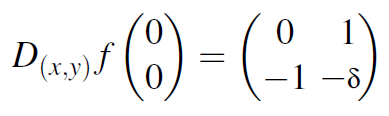 $D_{(x,y)} f \begin{pmatrix} 0 \\ 0 \end{pmatrix} = \begin{pmatrix} 0 & 1 \\ -1 & -\delta \end{pmatrix}$